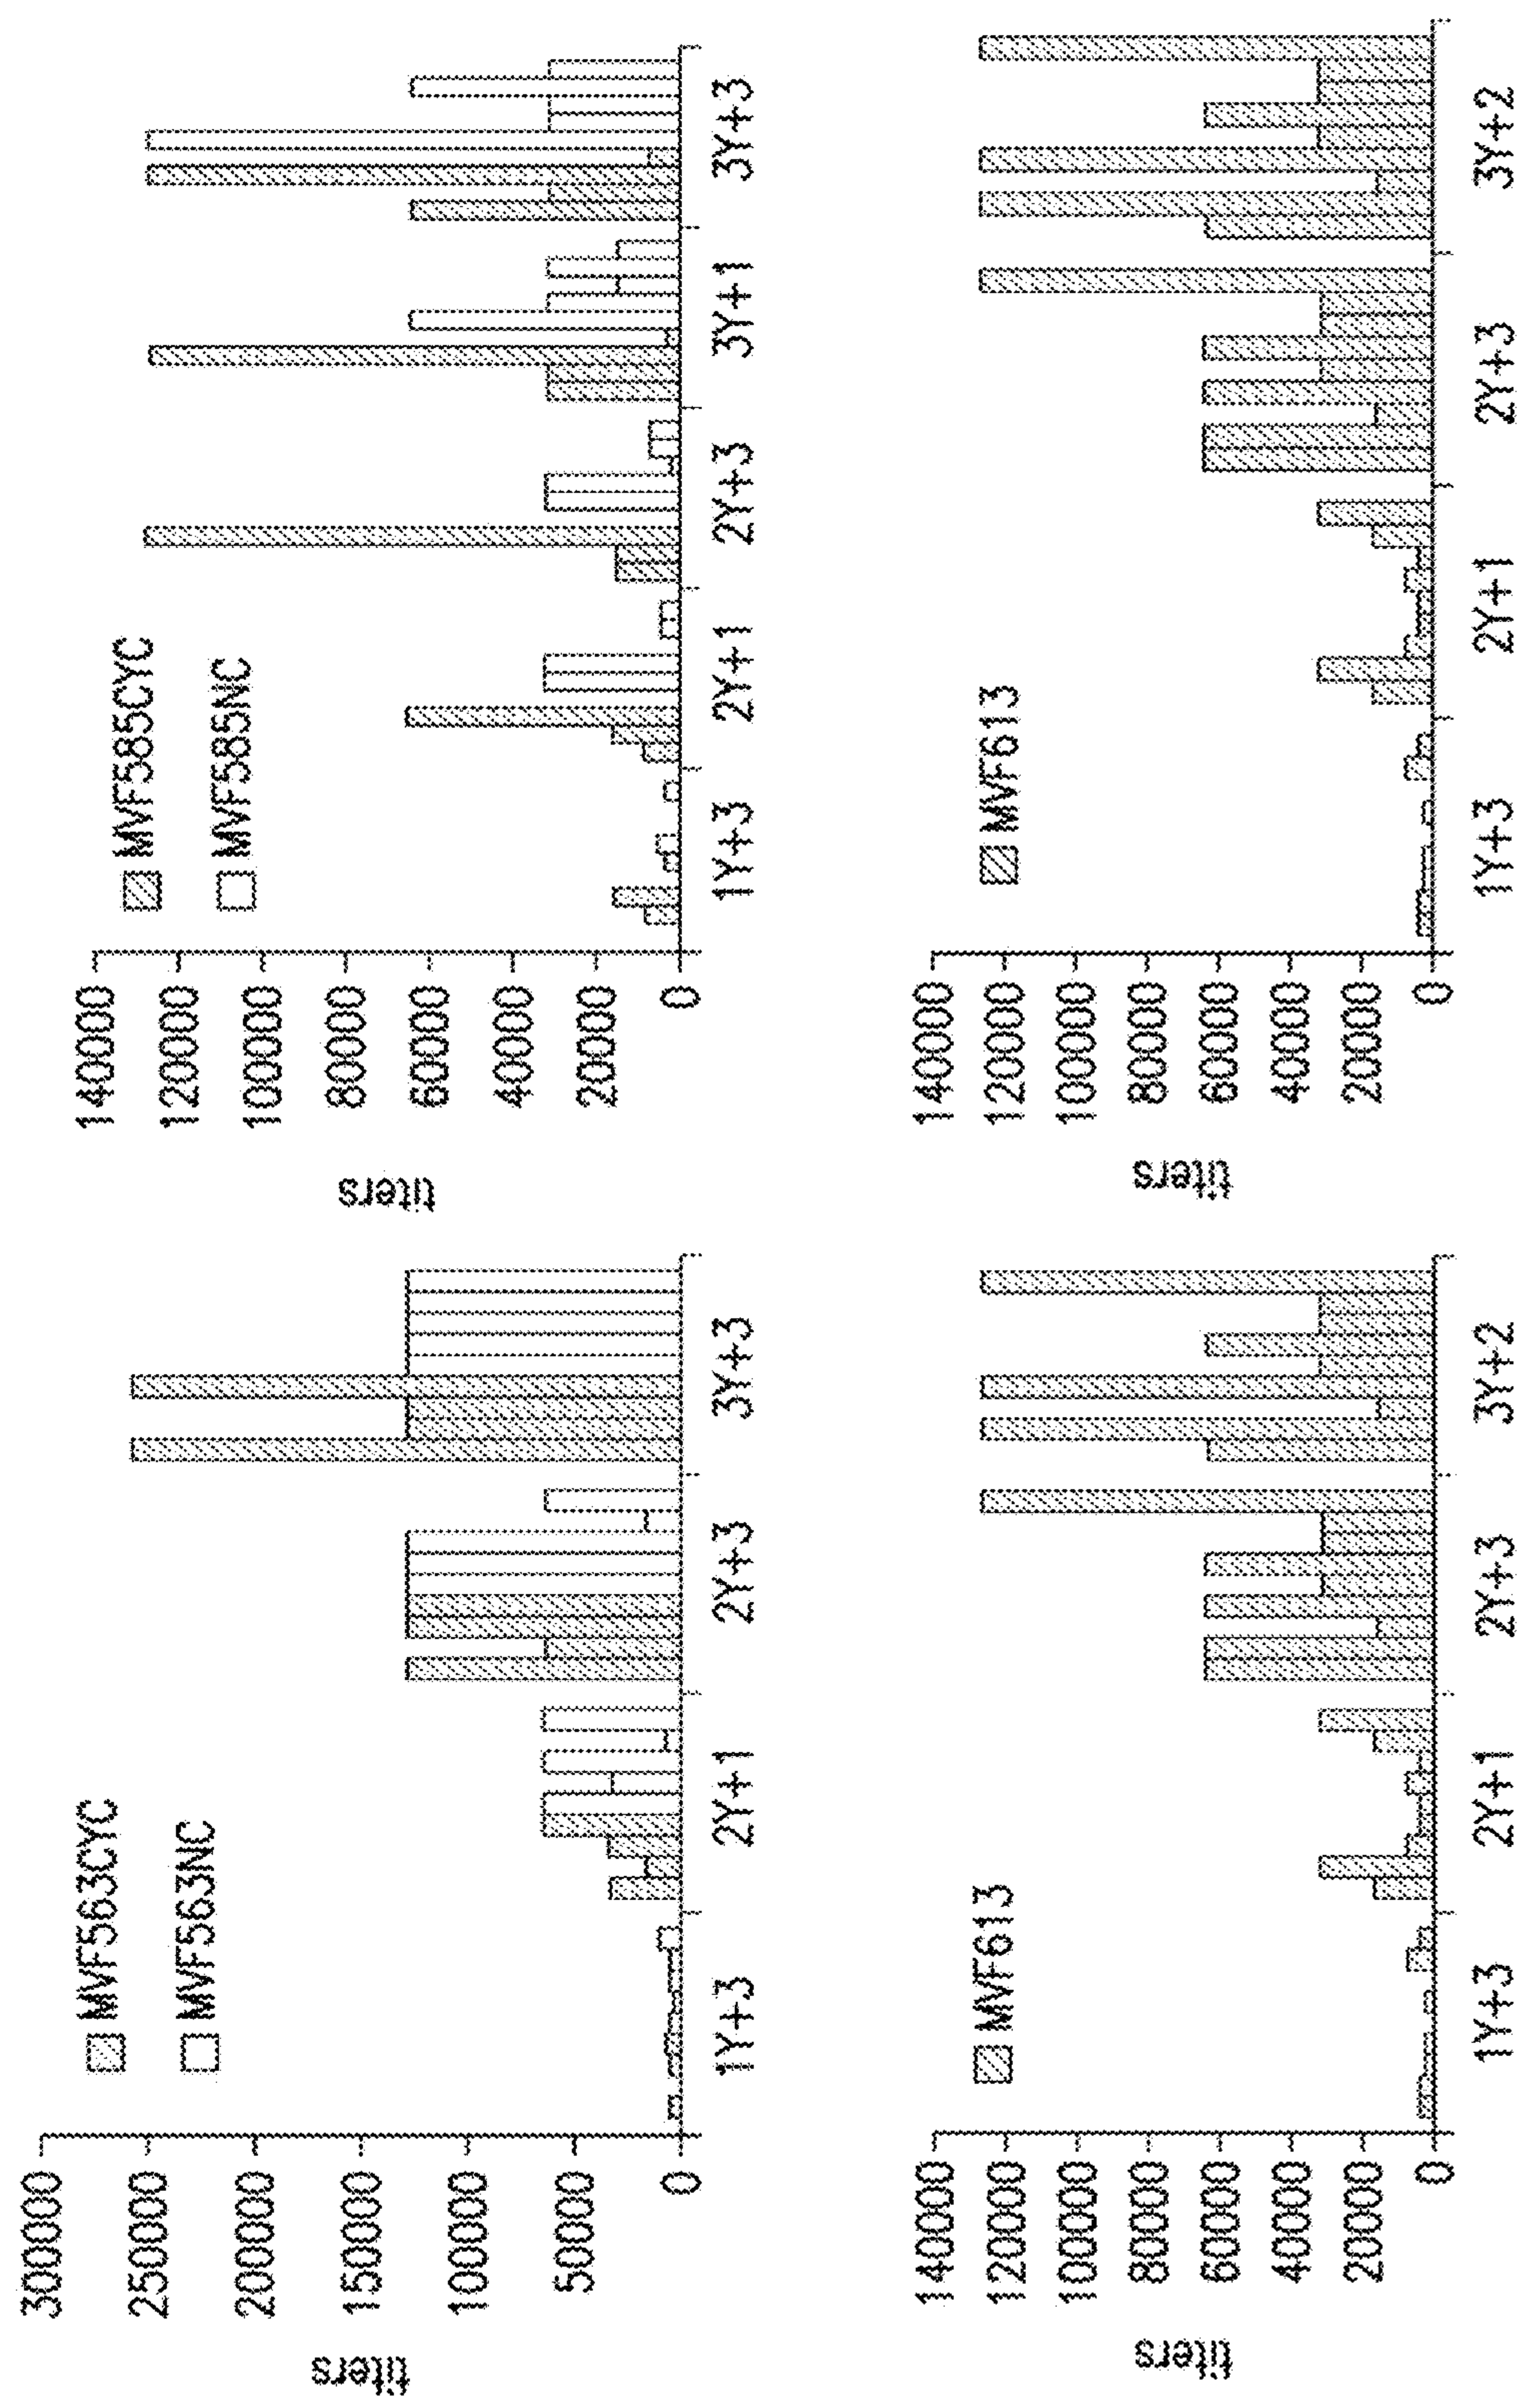 MVF563CYC
MVF563NC
300000
250000
200000
150000
100000
50000
0
titers
1Y+3
2Y+1
2Y+3
3Y+3
MVF585CYC
MVF585NC
140000
120000
100000
80000
60000
40000
20000
0
titers
1Y+3
2Y+1
2Y+3
3Y+1
3Y+3
MVF613
140000
120000
100000
80000
60000
40000
20000
0
titers
1Y+3
2Y+1
2Y+3
3Y+2
MVF613
140000
120000
100000
80000
60000
40000
20000
0
titers
1Y+3
2Y+1
2Y+3
3Y+2